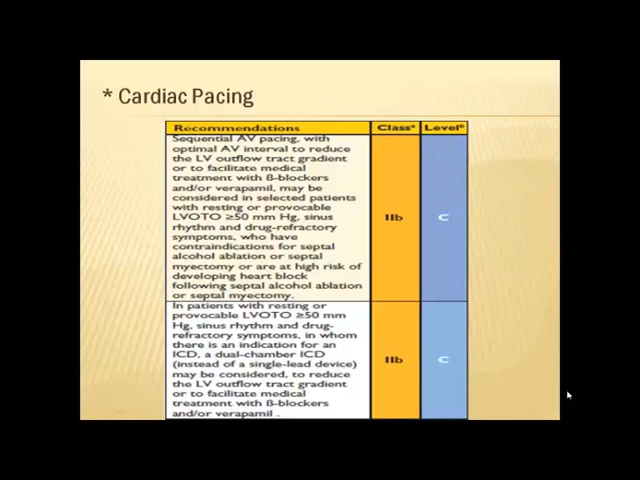 * Cardiac Pacing
Recommendations Class* Level*
Sequential AV pacing, with
optimal AV interval to reduce
the LV outflow tract gradient
or to facilitate medical
treatment with ß-blockers
and/or verapamil, may be
considered in selected patients
with resting or provocable
LVOTO ≥50 mm Hg, sinus
rhythm and drug-refractory
symptoms, who have
contraindications for septal
alcohol ablation or septal
myectomy or are at high risk of
developing heart block
following septal alcohol ablation
or septal myectomy.
IIb C
In patients with resting or
provocable LVOTO ≥50 mm
Hg, sinus rhythm and drug-
refractory symptoms, in whom
there is an indication for an
ICD, a dual-chamber ICD
(instead of a single-lead device)
may be considered, to reduce
the LV outflow tract gradient
or to facilitate medical
treatment with ß-blockers
and/or verapamil .
IIb C